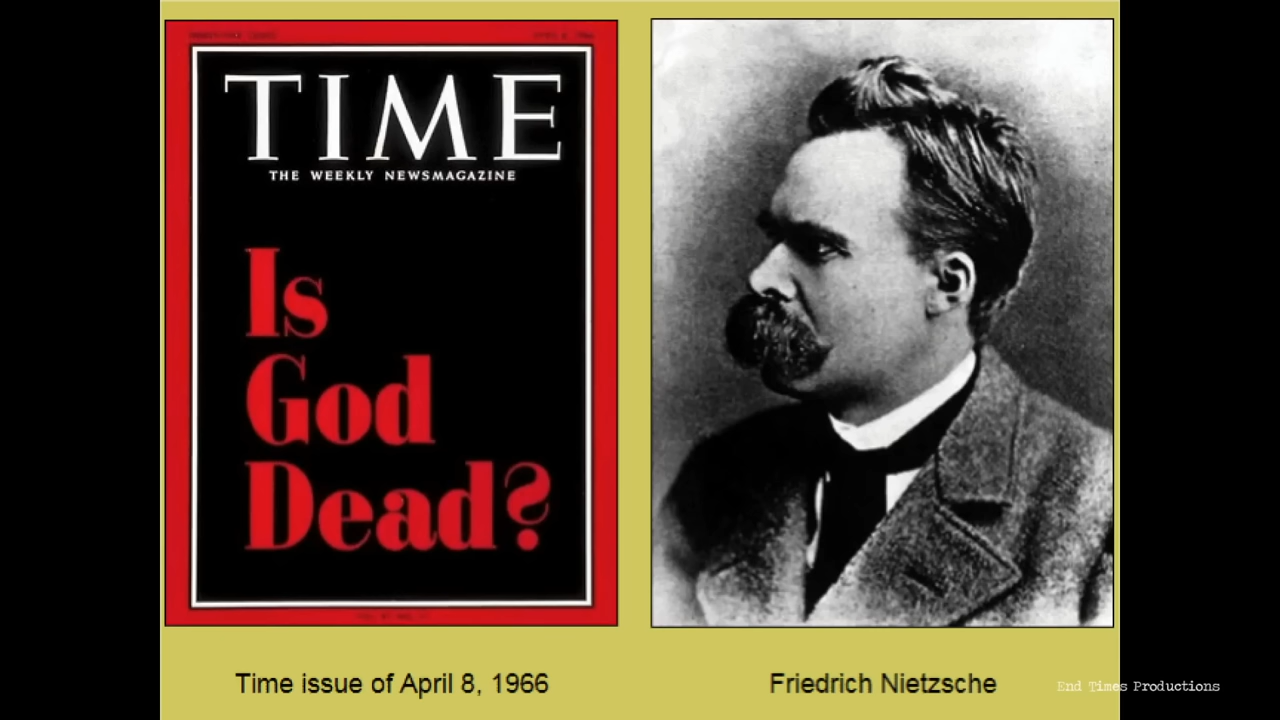 TIME
THE WEEKLY NEWSMAGAZINE
Is
God
Dead?
Time issue of April 8, 1966
Friedrich Nietzsche
End Times Productions